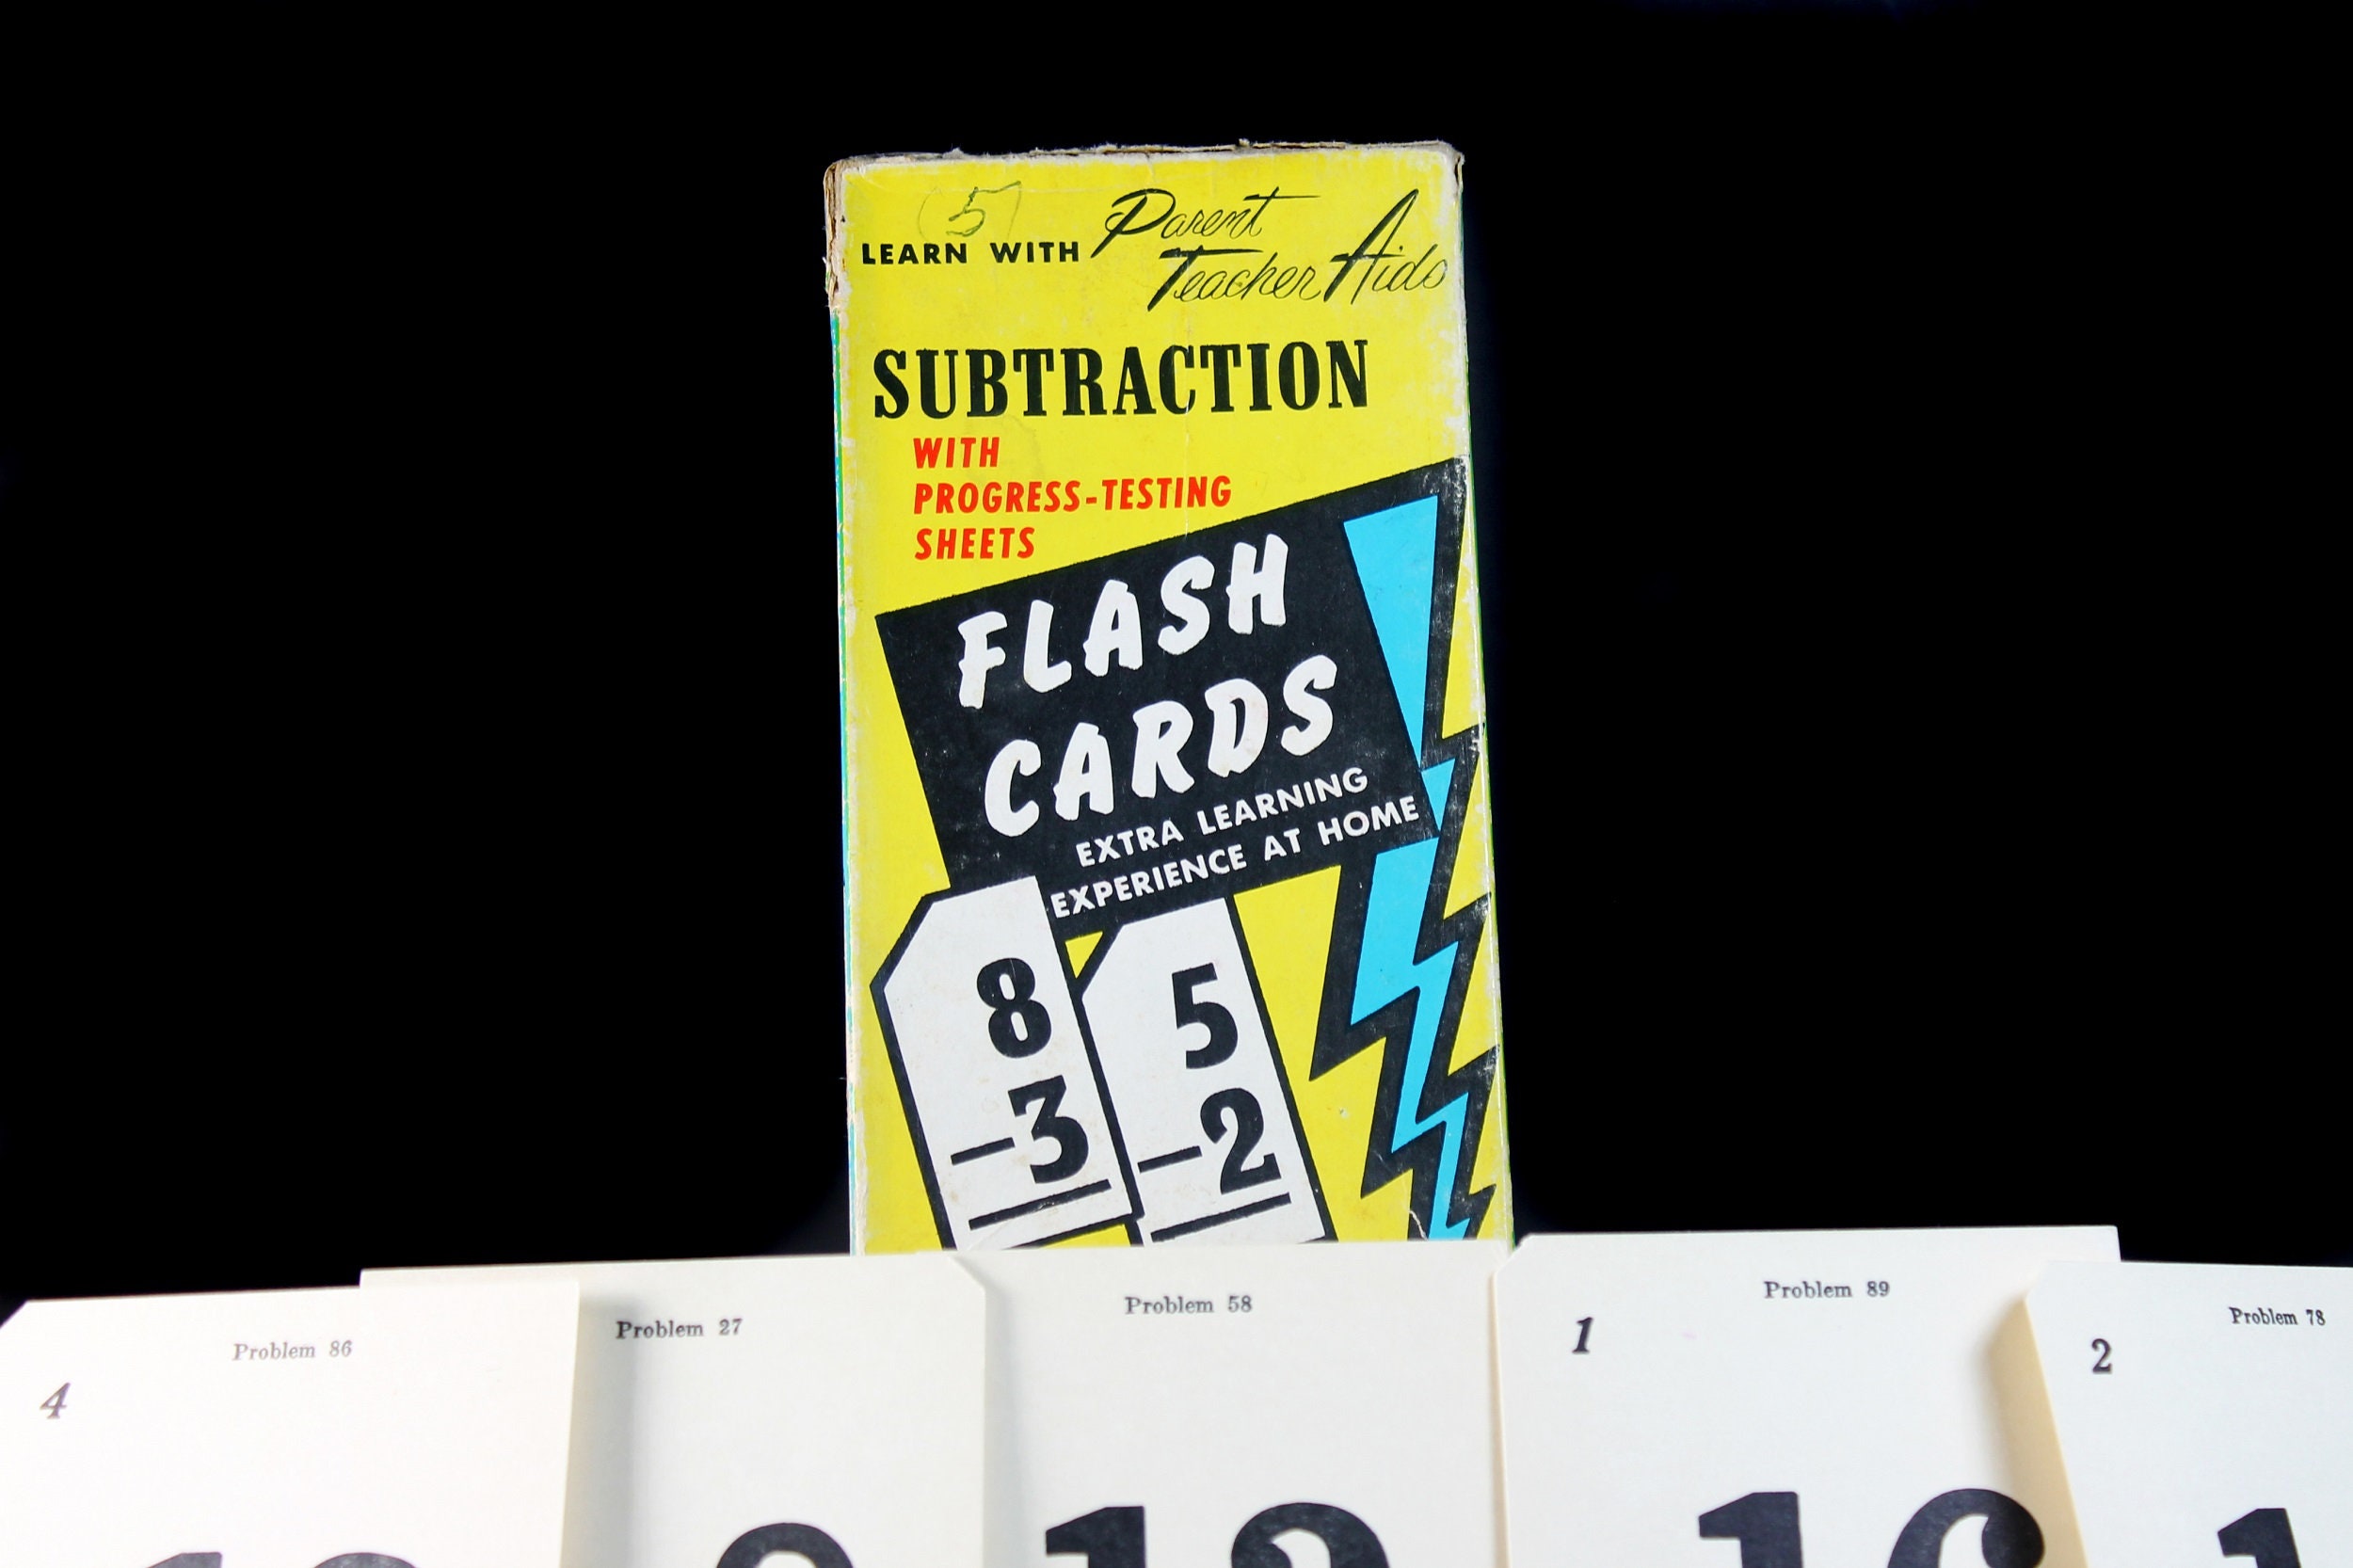 5
LEARN WITH Parent
Teacher Aids
SUBTRACTION
WITH
PROGRESS-TESTING
SHEETS
FLASH
CARDS
EXTRA LEARNING
EXPERIENCE AT HOME
8
-3
5
-2
Problem 86
4
Problem 27
Problem 58
Problem 89
1
16
Problem 78
2